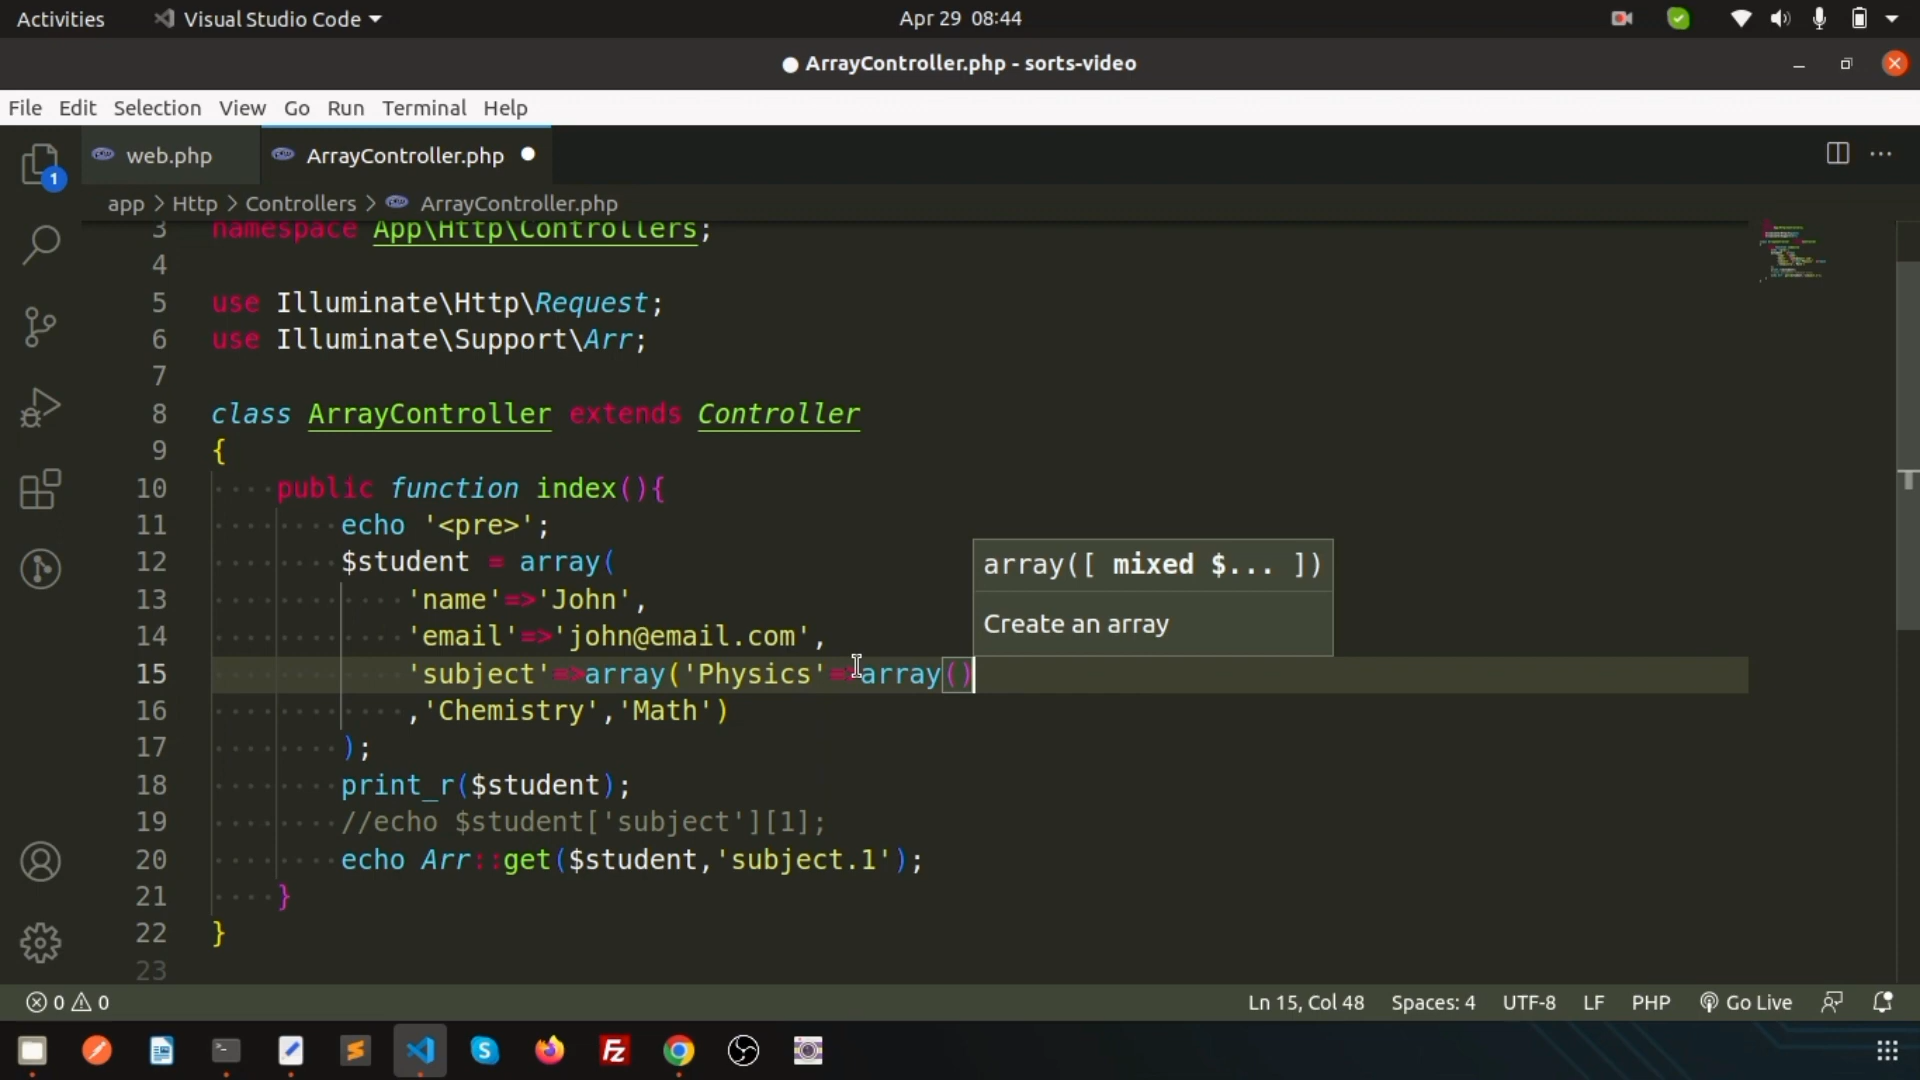 Activities
Visual Studio Code
Apr 29 08:44
ArrayController.php - sorts-video
File Edit Selection View Go Run Terminal Help
web.php
ArrayController.php
1
app > Http > Controllers > ArrayController.php
3 namespace App\Http\Controllers;
4
5 use Illuminate\Http\Request;
6 use Illuminate\Support\Arr;
7
8 class ArrayController extends Controller
9 {
10 public function index(){
11 echo '<pre>';
12 $student = array(
13 'name'=>'John',
14 'email'=>'john@email.com',
15 'subject'=>array('Physics'=>array()
16 ,'Chemistry','Math')
17 );
18 print_r($student);
19 //echo $student['subject'][1];
20 echo Arr::get($student,'subject.1');
21 }
22 }
23
array([ mixed $... ])
Create an array
0 0
Ln 15, Col 48
Spaces: 4
UTF-8
LF
PHP
Go Live